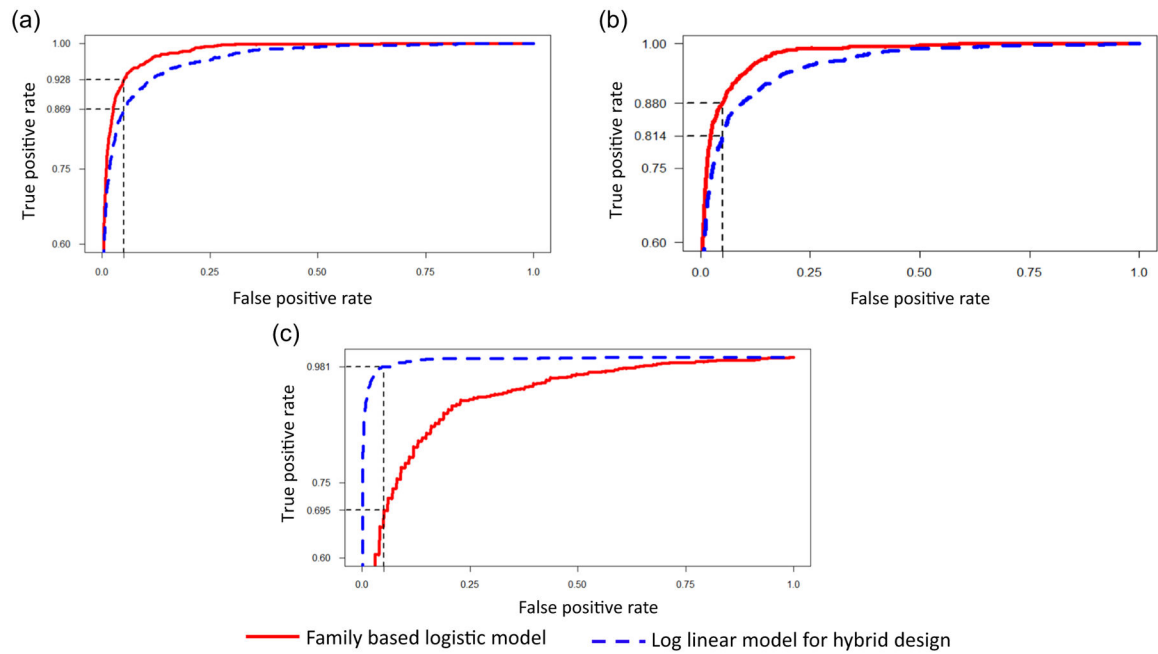 (a)
True positive rate
1.00
0.928
0.869
0.75
0.60
0.0
0.25
0.50
0.75
1.0
False positive rate
(b)
True positive rate
1.00
0.880
0.814
0.75
0.60
0.0
0.25
0.50
0.75
1.0
False positive rate
(c)
True positive rate
0.981
0.75
0.695
0.60
0.0
0.25
0.50
0.75
1.0
False positive rate
Family based logistic model
Log linear model for hybrid design